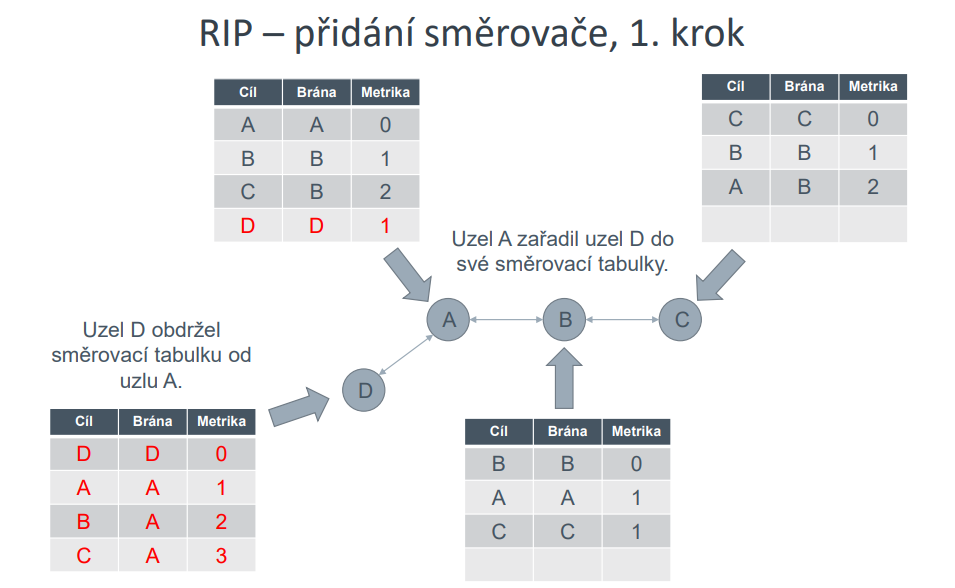 RIP – přidání směrovače, 1. krok
Cíl Brána Metrika
A A 0
B B 1
C B 2
D D 1
Cíl Brána Metrika
C C 0
B B 1
A B 2
Uzel A zařadil uzel D do
své směrovací tabulky.
A B C
D
Uzel D obdržel
směrovací tabulku od
uzlu A.
Cíl Brána Metrika
D D 0
A A 1
B A 2
C A 3
Cíl Brána Metrika
B B 0
A A 1
C C 1